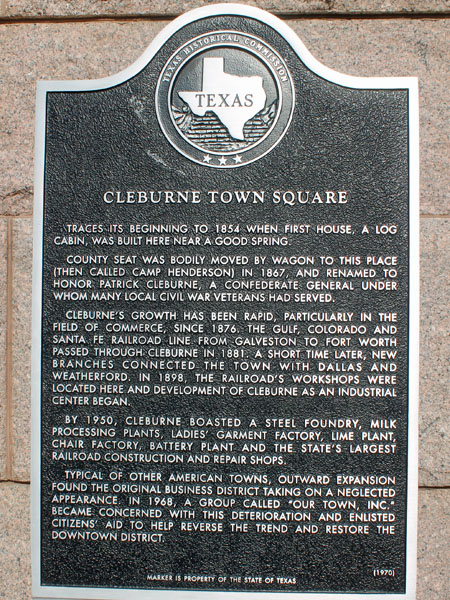 TEXAS HISTORICAL COMMISSION
TEXAS
CLEBURNE TOWN SQUARE
TRACES ITS BEGINNING TO 1854 WHEN FIRST HOUSE, A LOG
CABIN, WAS BUILT HERE NEAR A GOOD SPRING.
COUNTY SEAT WAS BODILY MOVED BY WAGON TO THIS PLACE
(THEN CALLED CAMP HENDERSON) IN 1867, AND RENAMED TO
HONOR PATRICK CLEBURNE, A CONFEDERATE GENERAL UNDER
WHOM MANY LOCAL CIVIL WAR VETERANS HAD SERVED.
CLEBURNE'S GROWTH HAS BEEN RAPID, PARTICULARLY IN THE
FIELD OF COMMERCE, SINCE 1876. THE GULF, COLORADO AND
SANTA FE RAILROAD LINE FROM GALVESTON TO FORT WORTH
PASSED THROUGH CLEBURNE IN 1881. A SHORT TIME LATER, NEW
BRANCHES CONNECTED THE TOWN WITH DALLAS AND
WEATHERFORD. IN 1898, THE RAILROAD'S WORKSHOPS WERE
LOCATED HERE AND DEVELOPMENT OF CLEBURNE AS AN INDUSTRIAL
CENTER BEGAN.
BY 1950, CLEBURNE BOASTED A STEEL FOUNDRY, MILK
PROCESSING PLANTS, LADIES' GARMENT FACTORY, LIME PLANT,
CHAIR FACTORY, BATTERY PLANT AND THE STATE'S LARGEST
RAILROAD CONSTRUCTION AND REPAIR SHOPS.
TYPICAL OF OTHER AMERICAN TOWNS, OUTWARD EXPANSION
FOUND THE ORIGINAL BUSINESS DISTRICT TAKING ON A NEGLECTED
APPEARANCE. IN 1968, A GROUP CALLED "OUR TOWN, INC."
BECAME CONCERNED WITH THIS DETERIORATION AND ENLISTED
CITIZENS' AID TO HELP REVERSE THE TREND AND RESTORE THE
DOWNTOWN DISTRICT.
(1970)
MARKER IS PROPERTY OF THE STATE OF TEXAS